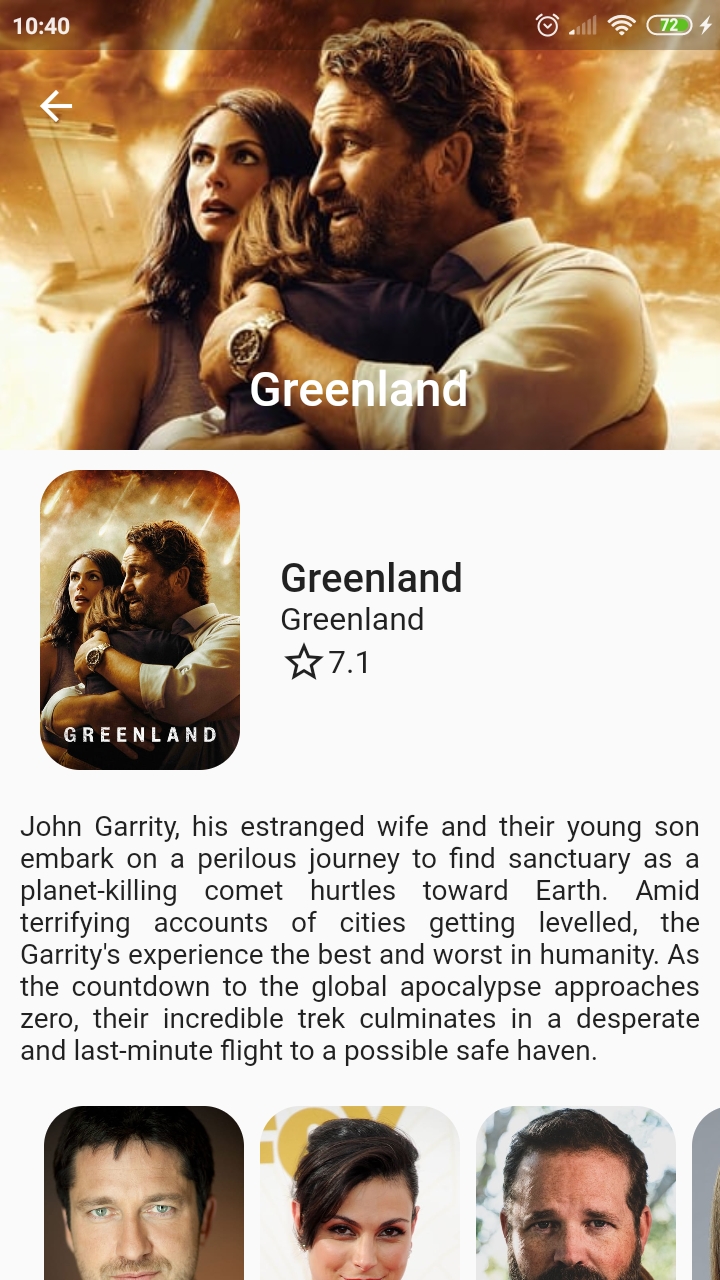 10:40
72
Greenland
Greenland
Greenland
7.1
GREENLAND
John Garrity, his estranged wife and their young son
embark on a perilous journey to find sanctuary as a
planet-killing comet hurtles toward Earth. Amid
terrifying accounts of cities getting levelled, the
Garrity's experience the best and worst in humanity. As
the countdown to the global apocalypse approaches
zero, their incredible trek culminates in a desperate
and last-minute flight to a possible safe haven.
FOX